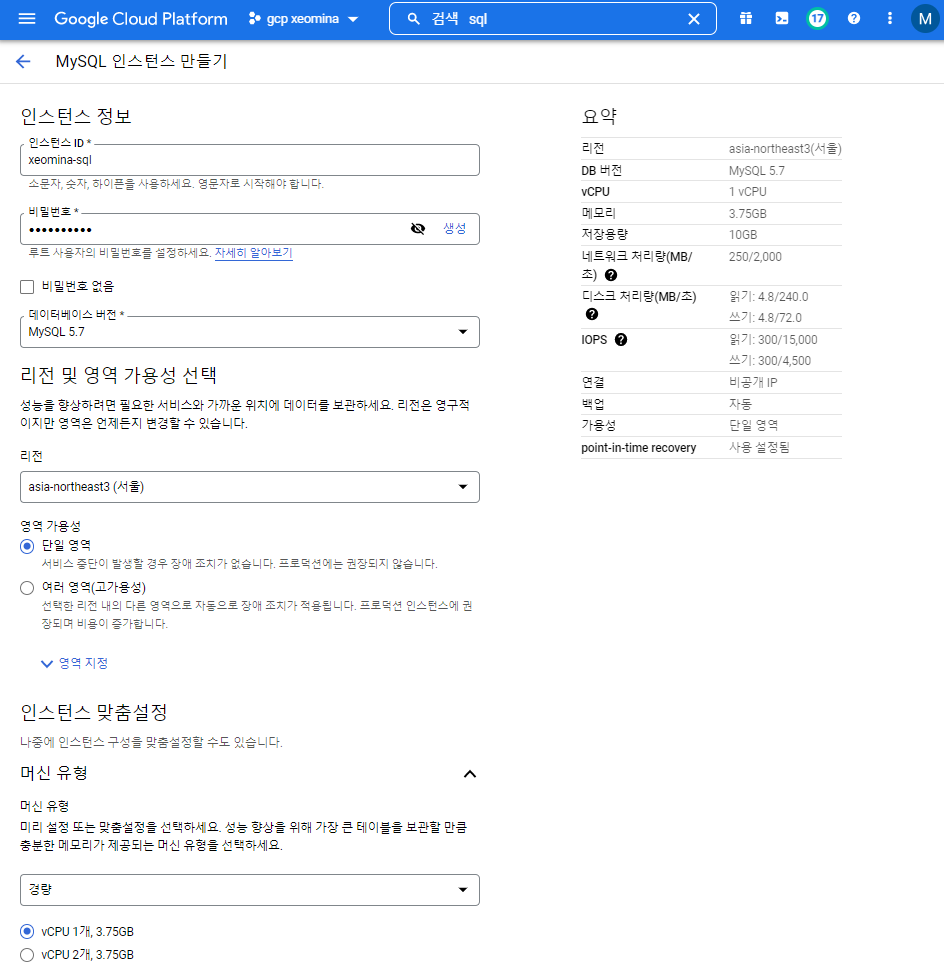 Google Cloud Platform
gcp xeomina
검색 sql
17
M
MySQL 인스턴스 만들기
인스턴스 정보
인스턴스 ID *
xeomina-sql
소문자, 숫자, 하이픈을 사용하세요. 영문자로 시작해야 합니다.
비밀번호 *
••••••••••
생성
루트 사용자의 비밀번호를 설정하세요. 자세히 알아보기
비밀번호 없음
데이터베이스 버전 *
MySQL 5.7
리전 및 영역 가용성 선택
성능을 향상하려면 필요한 서비스와 가까운 위치에 데이터를 보관하세요. 리전은 영구적
이지만 영역은 언제든지 변경할 수 있습니다.
리전
asia-northeast3 (서울)
영역 가용성
단일 영역
서비스 중단이 발생할 경우 장애 조치가 없습니다. 프로덕션에는 권장되지 않습니다.
여러 영역(고가용성)
선택한 리전 내의 다른 영역으로 자동으로 장애 조치가 적용됩니다. 프로덕션 인스턴스에 권
장되며 비용이 증가합니다.
영역 지정
인스턴스 맞춤설정
나중에 인스턴스 구성을 맞춤설정할 수도 있습니다.
머신 유형
머신 유형
미리 설정 또는 맞춤설정을 선택하세요. 성능 향상을 위해 가장 큰 테이블을 보관할 만큼
충분한 메모리가 제공되는 머신 유형을 선택하세요.
경량
vCPU 1개, 3.75GB
vCPU 2개, 3.75GB
요약
리전 asia-northeast3(서울)
DB 버전 MySQL 5.7
vCPU 1 vCPU
메모리 3.75GB
저장용량 10GB
네트워크 처리량(MB/ 250/2,000
초)
디스크 처리량(MB/초) 읽기: 4.8/240.0
쓰기: 4.8/72.0
IOPS 읽기: 300/15,000
쓰기: 300/4,500
연결 비공개 IP
백업 자동
가용성 단일 영역
point-in-time recovery 사용 설정됨